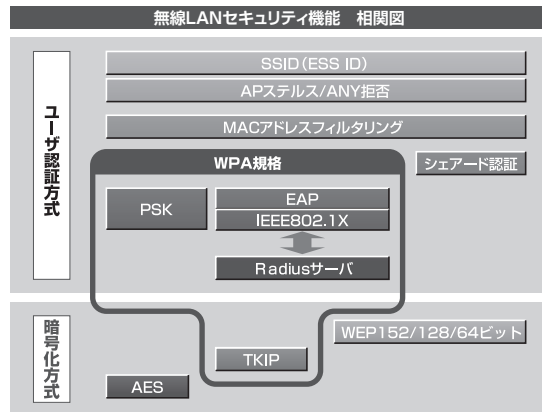 無線LANセキュリティ機能 相関図
ユーザ認証方式
SSID(ESS ID)
APステルス/ANY拒否
MACアドレスフィルタリング
WPA規格
シェアード認証
PSK
EAP
IEEE802.1X
Radiusサーバ
暗号化方式
WEP152/128/64ビット
TKIP
AES